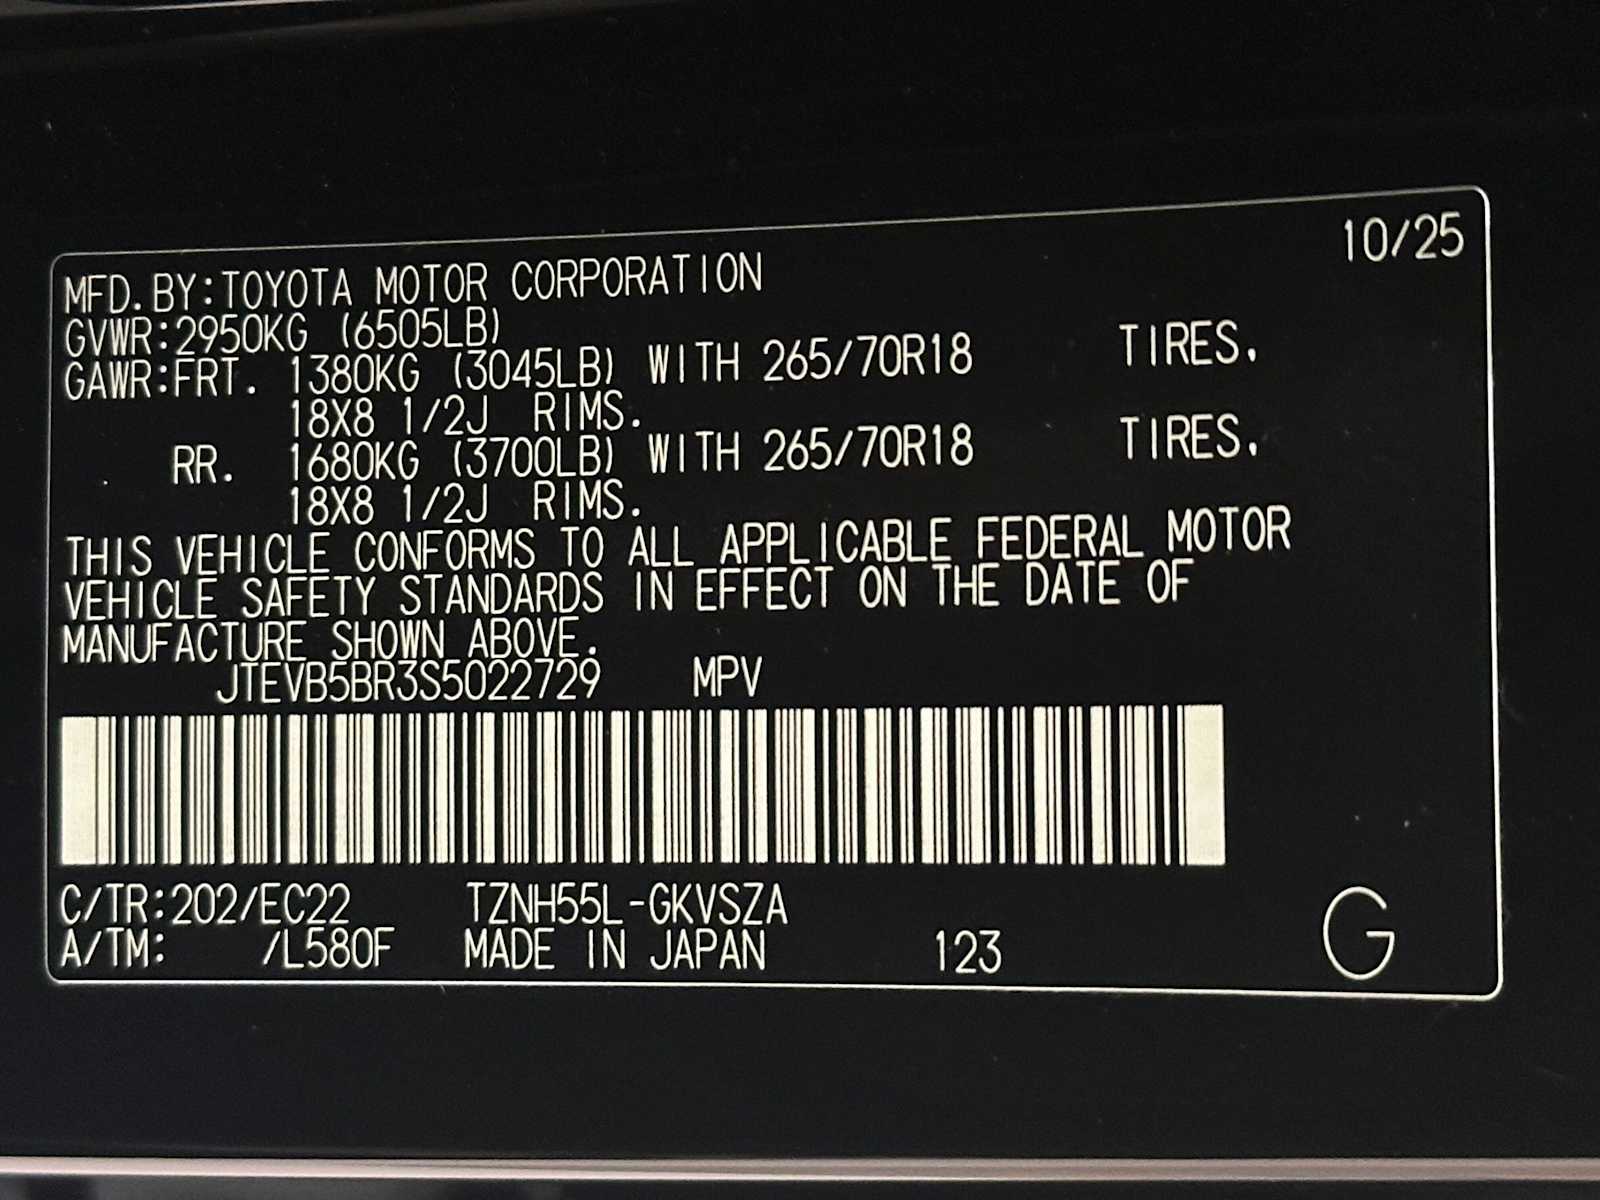 10/25
MFD.BY:TOYOTA MOTOR CORPORATION
GVWR:2950KG (6505LB)
GAWR:FRT. 1380KG (3045LB) WITH 265/70R18 TIRES.
18X8 1/2J RIMS.
RR. 1680KG (3700LB) WITH 265/70R18 TIRES.
18X8 1/2J RIMS.
THIS VEHICLE CONFORMS TO ALL APPLICABLE FEDERAL MOTOR
VEHICLE SAFETY STANDARDS IN EFFECT ON THE DATE OF
MANUFACTURE SHOWN ABOVE.
JTEVB5BR3S5022729 MPV
C/TR:202/EC22 TZNH55L-GKVSZA
A/TM: /L580F MADE IN JAPAN 123 G